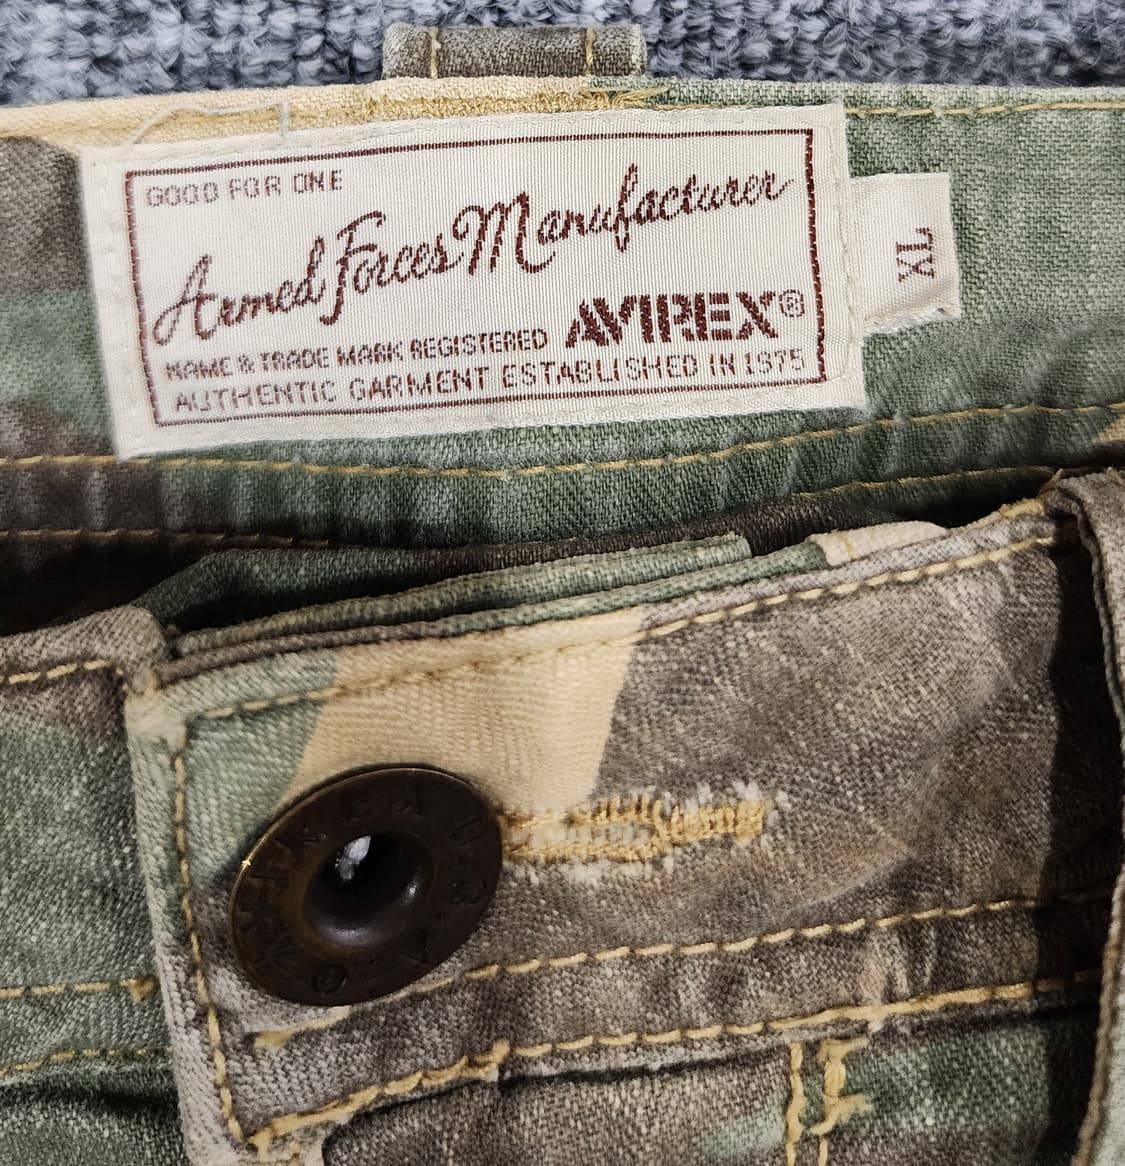 GOOD FOR ONE
Armed Forces Manufacturer
AVIREX®
NAME & TRADE MARK REGISTERED
AUTHENTIC GARMENT ESTABLISHED IN 1975
XL